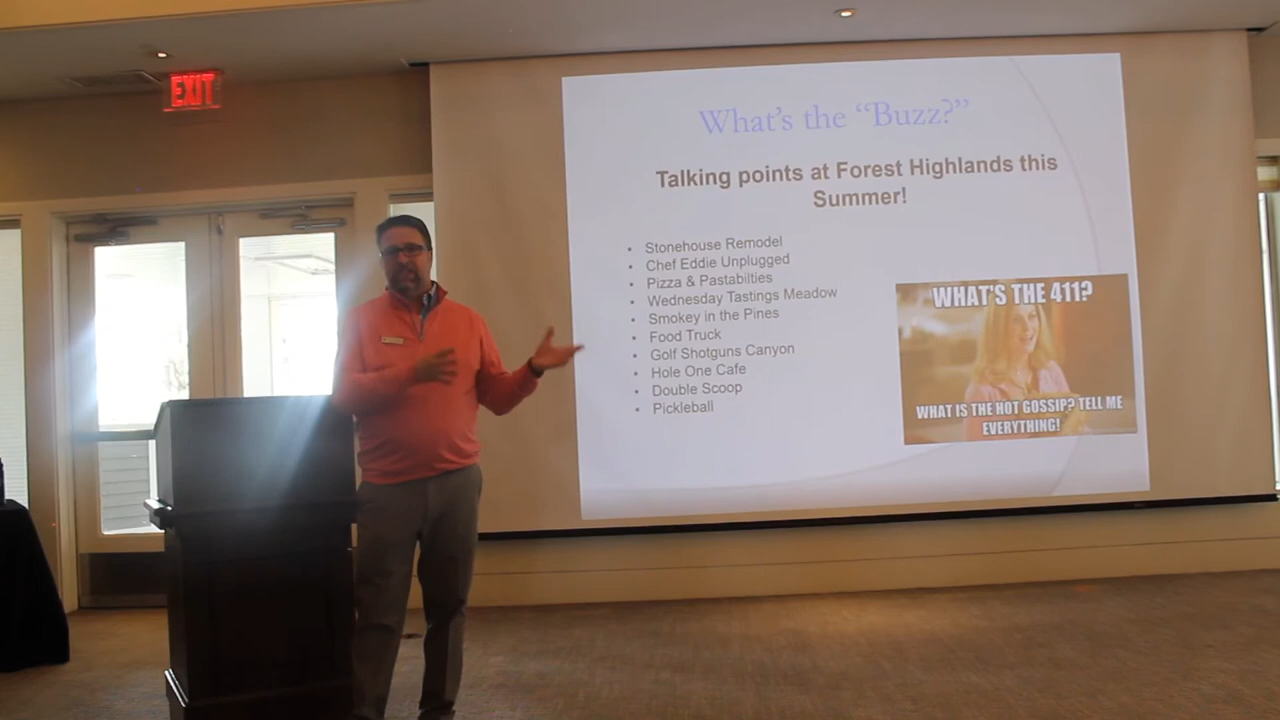 EXIT
What's the “Buzz?”
Talking points at Forest Highlands this
Summer!
• Stonehouse Remodel
• Chef Eddie Unplugged
• Pizza & Pastabilties
• Wednesday Tastings Meadow
• Smokey in the Pines
• Food Truck
• Golf Shotguns Canyon
• Hole One Cafe
• Double Scoop
• Pickleball
WHAT'S THE 411?
WHAT IS THE HOT GOSSIP? TELL ME
EVERYTHING!